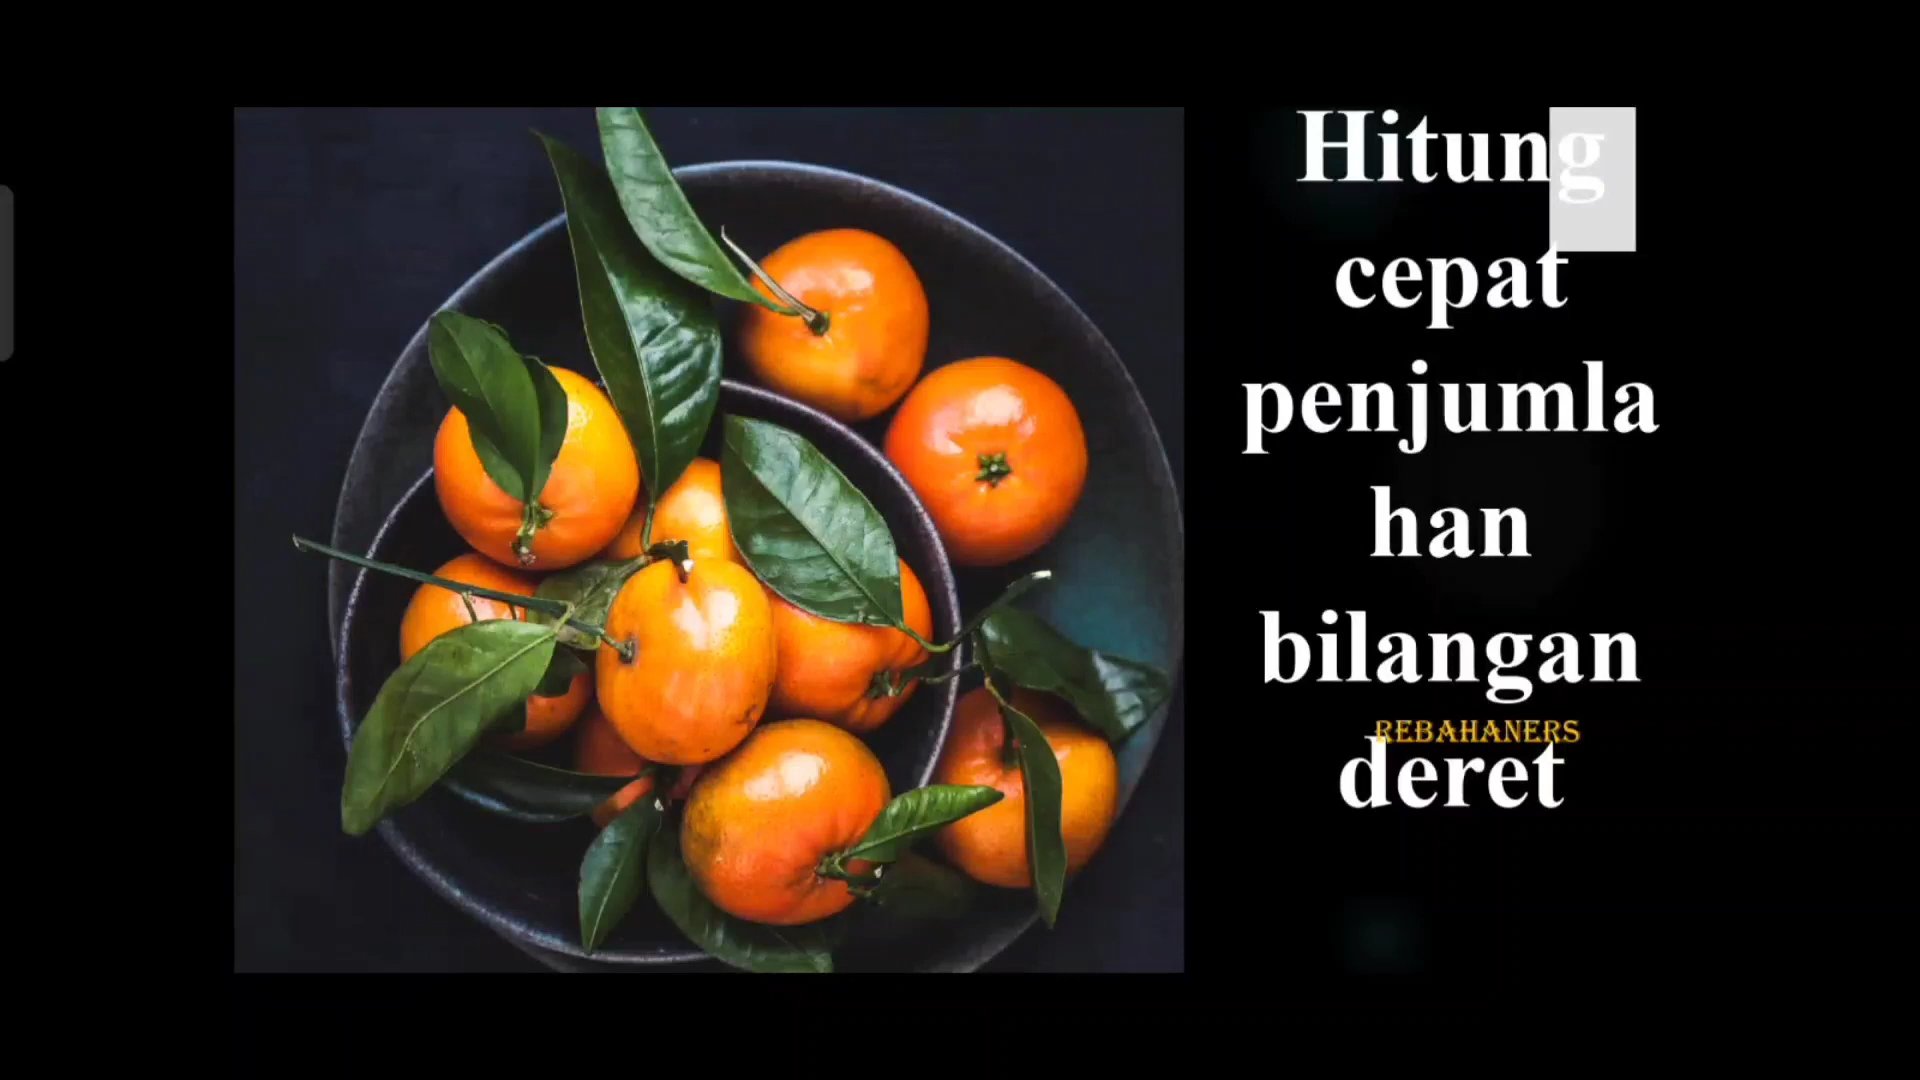 Hitung
cepat
penjumla
han
bilangan
REBAHANERS
deret